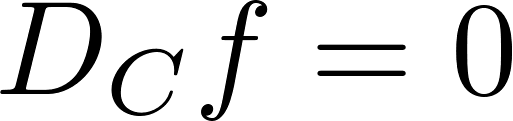 D_C f = 0